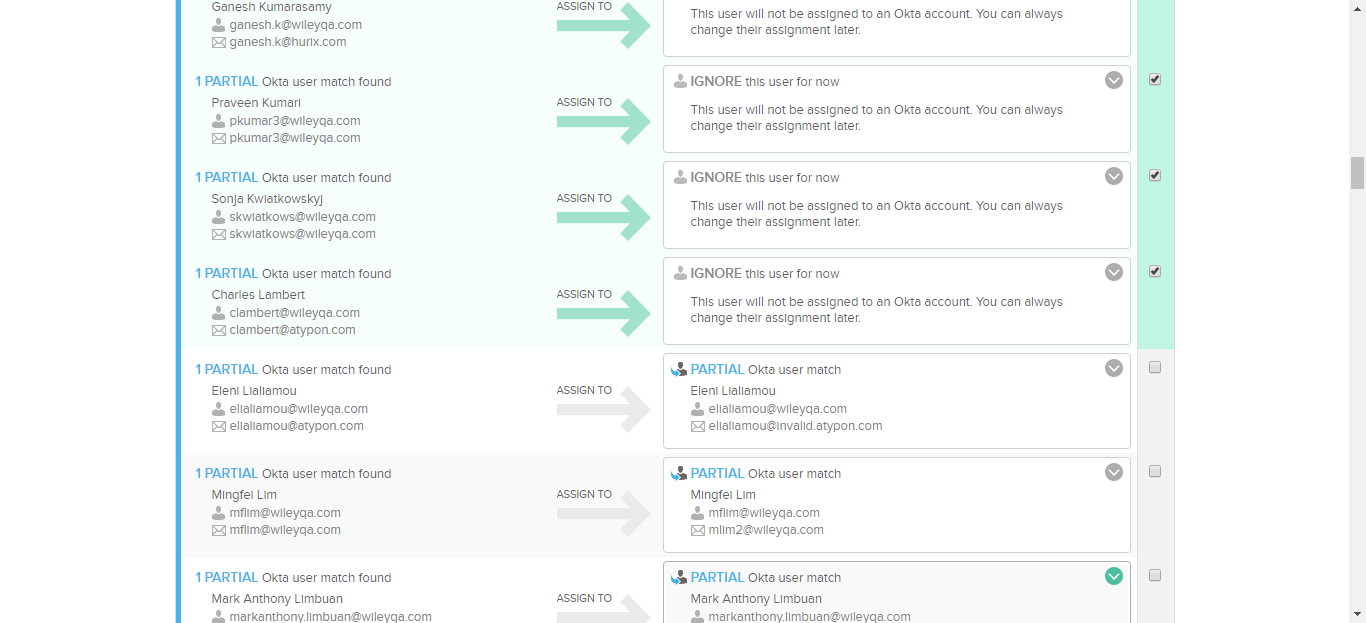 Ganesh Kumarasamy
ASSIGN TO
This user will not be assigned to an Okta account. You can always
ganesh.k@wileyqa.com
change their assignment later.
ganesh.k@hurix.com
1 PARTIAL Okta user match found
IGNORE this user for now
Praveen Kumari
ASSIGN TO
This user will not be assigned to an Okta account. You can always
pkumar3@wileyqa.com
change their assignment later.
pkumar3@wileyqa.com
1 PARTIAL Okta user match found
IGNORE this user for now
Sonja Kwiatkowskyj
ASSIGN TO
This user will not be assigned to an Okta account. You can always
skwiatkows@wileyqa.com
change their assignment later.
skwiatkows@wileyqa.com
1 PARTIAL Okta user match found
IGNORE this user for now
Charles Lambert
ASSIGN TO
This user will not be assigned to an Okta account. You can always
clambert@wileyqa.com
change their assignment later.
clambert@atypon.com
1 PARTIAL Okta user match found
PARTIAL Okta user match
Eleni Lialiamou
ASSIGN TO
Eleni Lialiamou
elialiamou@wileyqa.com
elialiamou@wileyqa.com
elialiamou@atypon.com
elialiamou@invalid.atypon.com
1 PARTIAL Okta user match found
PARTIAL Okta user match
Mingfei Lim
ASSIGN TO
Mingfei Lim
mflim@wileyqa.com
mflim@wileyqa.com
mflim@wileyqa.com
mlim2@wileyqa.com
1 PARTIAL Okta user match found
PARTIAL Okta user match
Mark Anthony Limbuan
ASSIGN TO
Mark Anthony Limbuan
markanthony.limbuan@wileyqa.com
markanthony.limbuan@wileyqa.com